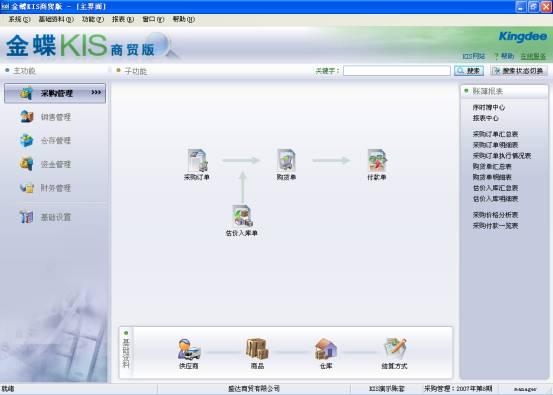 金蝶KIS商贸版 - [主界面]
系统(S) 基础资料(D) 功能(F) 报表(R) 窗口(W) 帮助(H)
金蝶KIS商贸版
Kingdee
KIS网站 ? 帮助 在线服务
主功能
子功能
关键字:
搜索
搜索状态切换
采购管理
销售管理
仓存管理
资金管理
财务管理
基础设置
采购订单
购货单
付款单
估价入库单
账簿报表
序时簿中心
报表中心
采购订单汇总表
采购订单明细表
采购订单执行情况表
购货单汇总表
购货单明细表
估价入库汇总表
估价入库明细表
采购价格分析表
采购付款一览表
基础资料
供应商
商品
仓库
结算方式
就绪
盛达商贸有限公司
KIS演示账套
采购管理:2007年第8期
manager